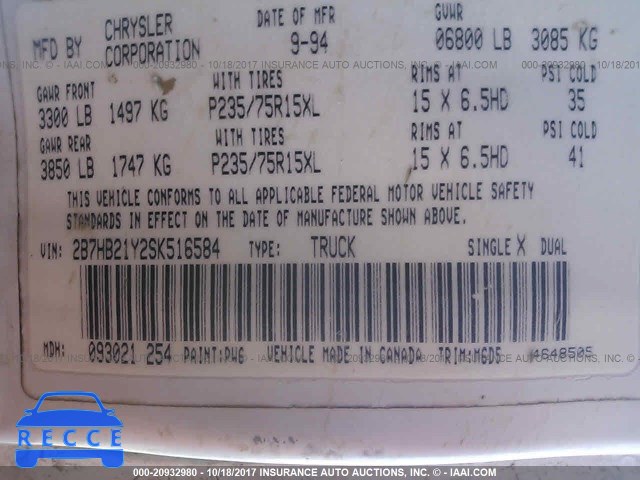 MFD BY CHRYSLER CORPORATION DATE OF MFR 9-94 GVWR 06800 LB 3085 KG
GAWR FRONT WITH TIRES RIMS AT PSI COLD
3300 LB 1497 KG P235/75R15XL 15 X 6.5HD 35
GAWR REAR WITH TIRES RIMS AT PSI COLD
3850 LB 1747 KG P235/75R15XL 15 X 6.5HD 41
THIS VEHICLE CONFORMS TO ALL APPLICABLE FEDERAL MOTOR VEHICLE SAFETY
STANDARDS IN EFFECT ON THE DATE OF MANUFACTURE SHOWN ABOVE.
VIN: 2B7HB21Y2SK516584 TYPE: TRUCK SINGLE X DUAL
MDH: 093021 254 PAINT:PW6 VEHICLE MADE IN CANADA TRIM:M6D5 4648505
RECCE
000-20932980 - 10/18/2017 INSURANCE AUTO AUCTIONS, INC. - © - IAAI.COM